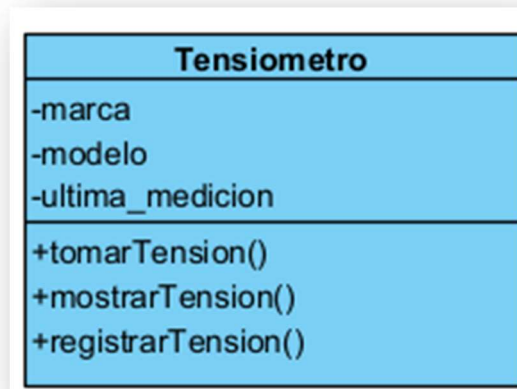 Tensiometro
-marca
-modelo
-ultima_medicion
+tomarTension()
+mostrarTension()
+registrarTension()